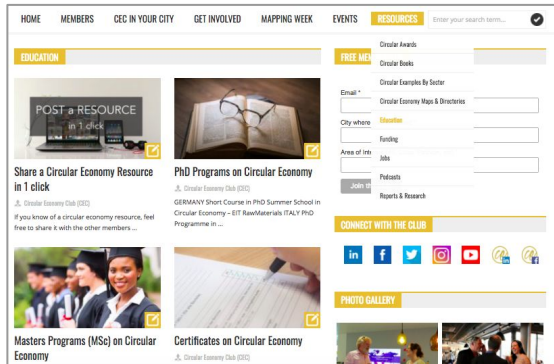 HOME MEMBERS CEC IN YOUR CITY GET INVOLVED MAPPING WEEK EVENTS RESOURCES Enter your search term...
EDUCATION
POST a RESOURCE
in 1 click
Share a Circular Economy Resource
in 1 click
Circular Economy Club (CEC)
If you know of a circular economy resource, feel
free to share it with the other members ...
PhD Programs on Circular Economy
Circular Economy Club (CEC)
GERMANY Short Course in PhD Summer School in
Circular Economy – EIT RawMaterials ITALY PhD
Programme in ...
Masters Programs (MSc) on Circular
Economy
Certificates on Circular Economy
Circular Economy Club (CEC)
Circular Awards
Circular Books
Circular Examples By Sector
Circular Economy Maps & Directories
Education
Funding
Jobs
Podcasts
Reports & Research
FREE MEM
Email *
City where
Area of inte
Join th
CONNECT WITH THE CLUB
in f
PHOTO GALLERY